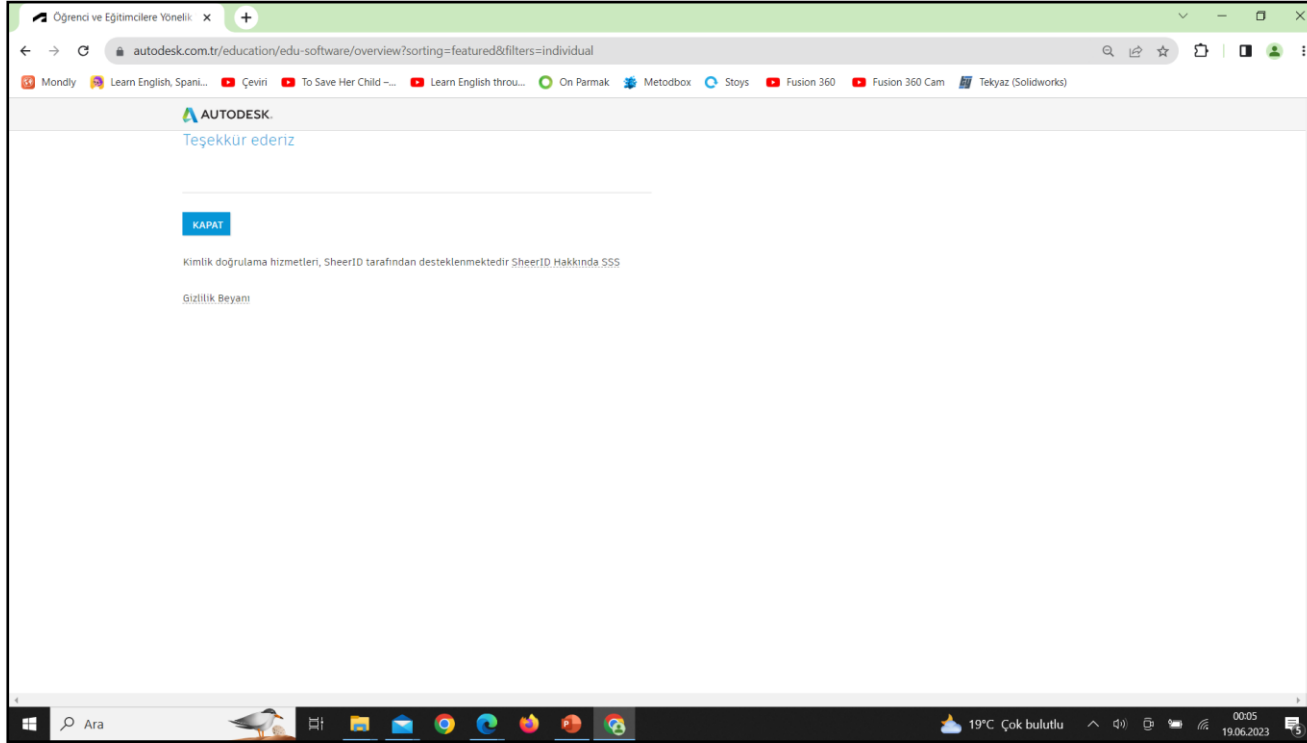 Öğrenci ve Eğitimcilere Yönelik
autodesk.com.tr/education/edu-software/overview?sorting=featured&filters=individual
Mondly Learn English, Spani... Çeviri To Save Her Child –... Learn English throu... On Parmak Metodbox Stoys Fusion 360 Fusion 360 Cam Tekyaz (Solidworks)
AUTODESK.
Teşekkür ederiz
KAPAT
Kimlik doğrulama hizmetleri, SheerID tarafından desteklenmektedir SheerID Hakkında SSS
Gizlilik Beyanı
Ara 19°C Çok bulutlu 00:05
19.06.2023 5